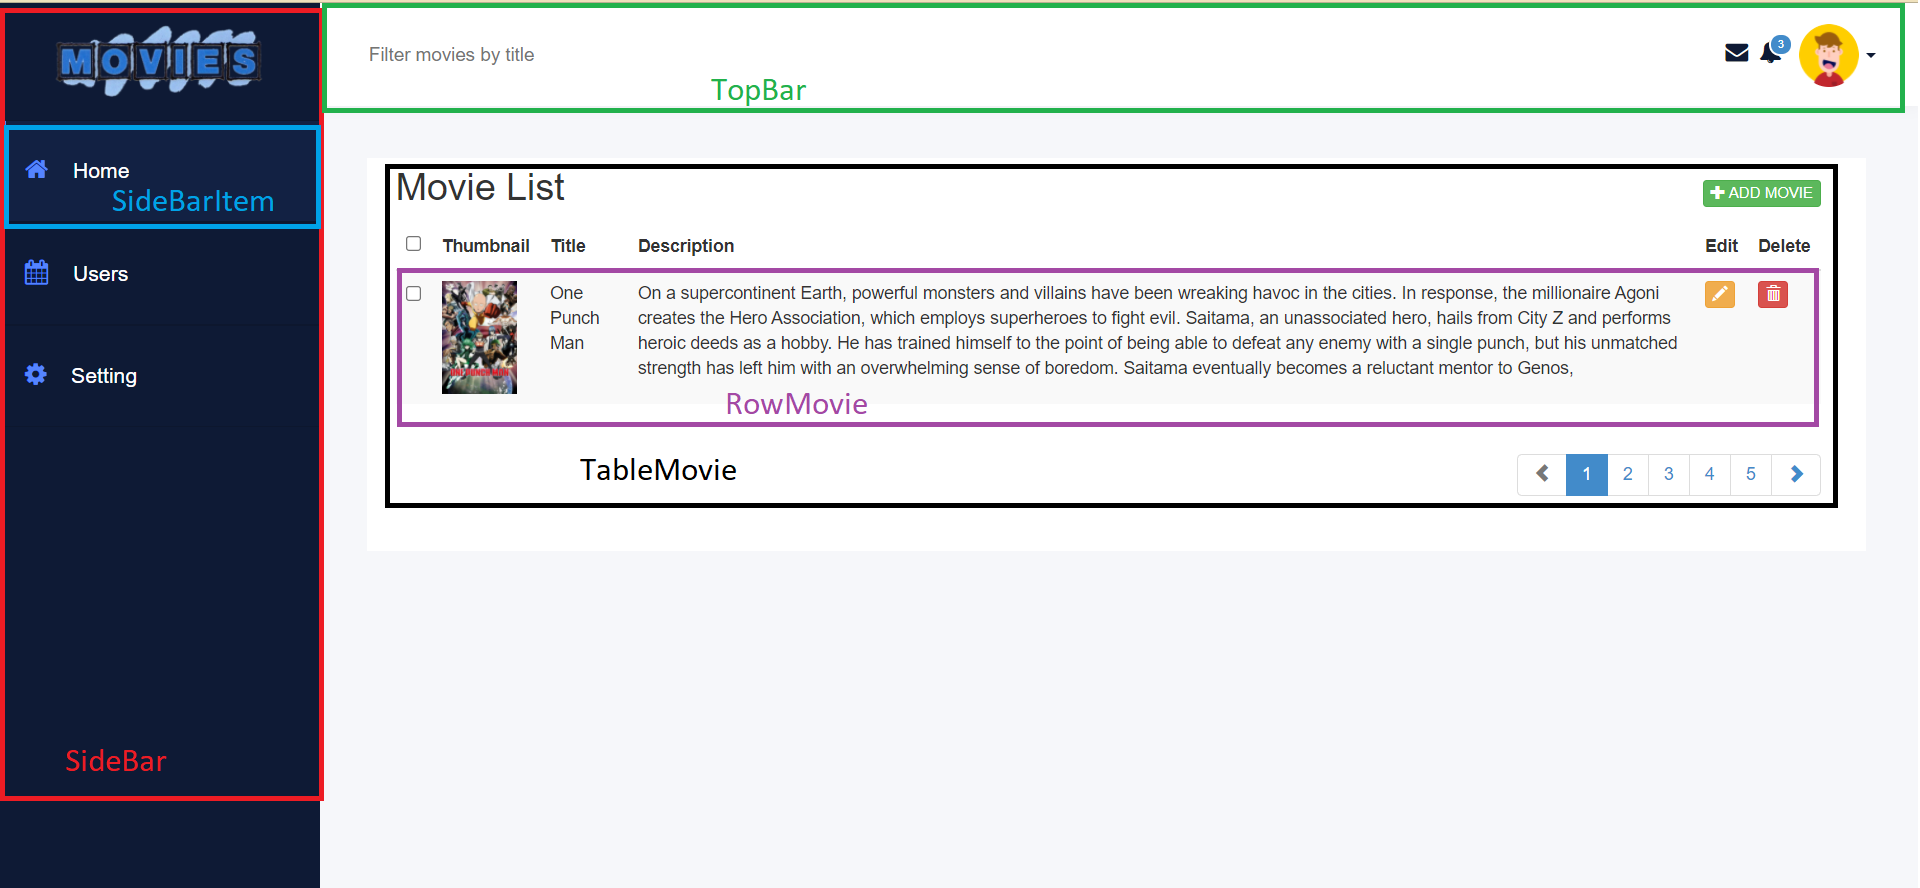 MOVIES
Filter movies by title
3
TopBar
Home
SideBarItem
Users
Setting
SideBar
Movie List
ADD MOVIE
Thumbnail Title Description Edit Delete
One
Punch
Man
On a supercontinent Earth, powerful monsters and villains have been wreaking havoc in the cities. In response, the millionaire Agoni
creates the Hero Association, which employs superheroes to fight evil. Saitama, an unassociated hero, hails from City Z and performs
heroic deeds as a hobby. He has trained himself to the point of being able to defeat any enemy with a single punch, but his unmatched
strength has left him with an overwhelming sense of boredom. Saitama eventually becomes a reluctant mentor to Genos,
ONE PUNCH MAN
RowMovie
TableMovie
1 2 3 4 5